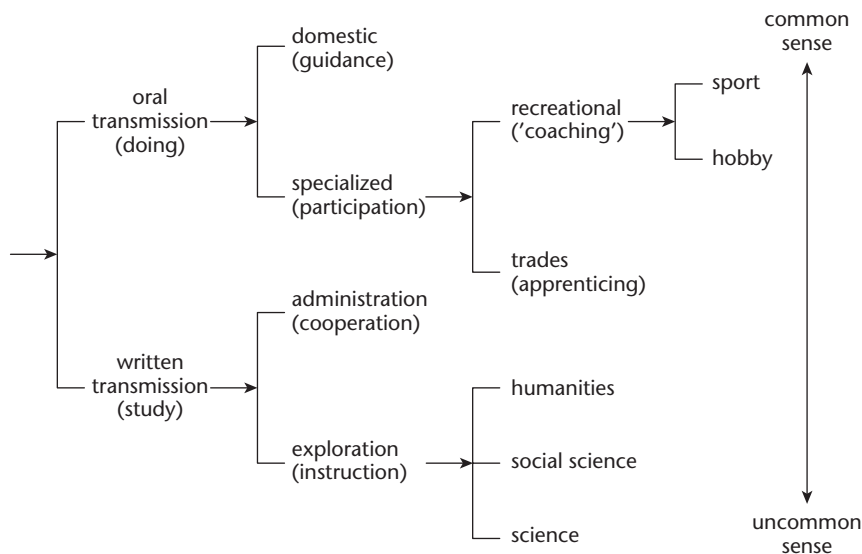 common
sense
domestic
(guidance)
sport
oral
transmission
(doing)
recreational
('coaching')
hobby
specialized
(participation)
trades
(apprenticing)
administration
(cooperation)
written
transmission
(study)
humanities
exploration
(instruction)
social science
science
uncommon
sense